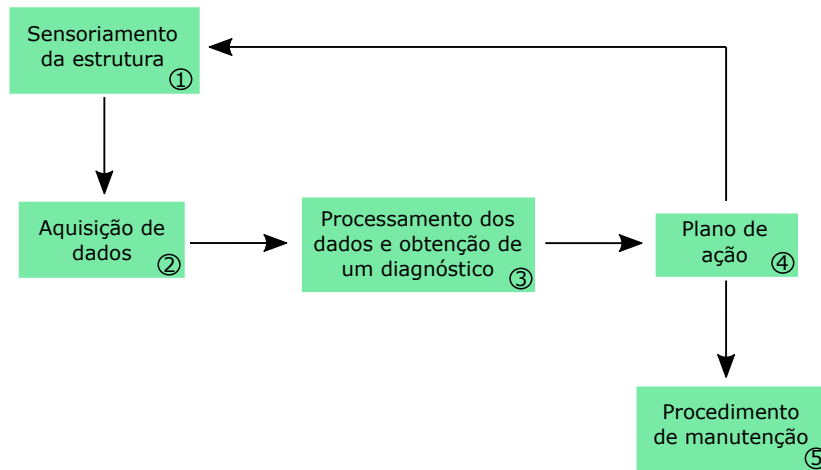 Sensoriamento
da estrutura
①
Aquisição de
dados
②
Processamento dos
dados e obtenção de
um diagnóstico
③
Plano de
ação
④
Procedimento
de manutenção
⑤